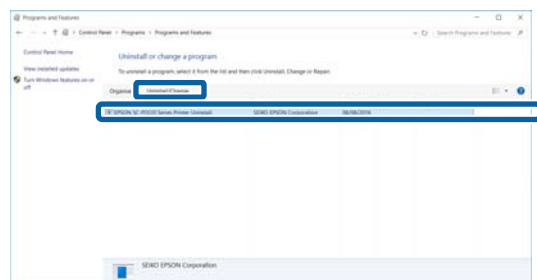 Programs and Features
Control Panel > Programs > Programs and Features
Search Programs and Features
Control Panel Home
View installed updates
Turn Windows features on or off
Uninstall or change a program
To uninstall a program, select it from the list and then click Uninstall, Change or Repair.
Organise
Uninstall/Change
EPSON SC-P5000 Series Printer Uninstall SEIKO EPSON Corporation
SEIKO EPSON Corporation